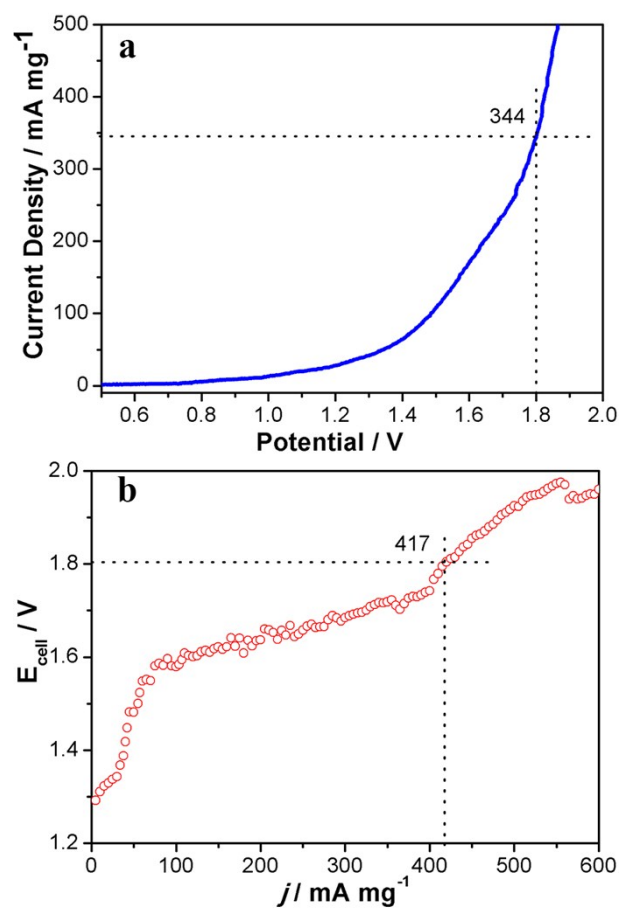 a
500
400
300
200
100
0
Current Density / mA mg⁻¹
344
0.6 0.8 1.0 1.2 1.4 1.6 1.8 2.0
Potential / V
b
2.0
1.8
1.6
1.4
1.2
E_cell / V
417
0 100 200 300 400 500 600
j / mA mg⁻¹